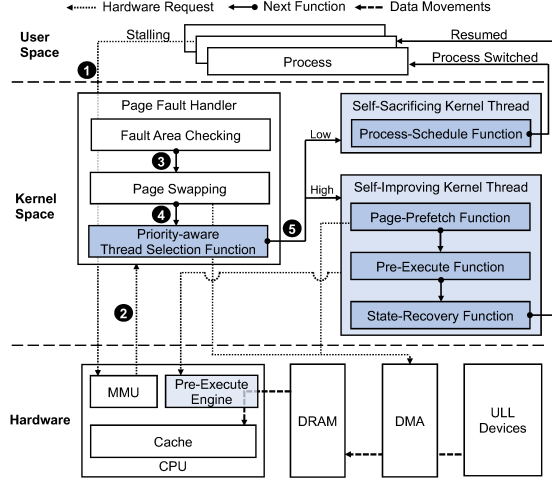 Hardware Request
Next Function
Data Movements
User
Space
Stalling
Process
Resumed
Process Switched
1
Kernel
Space
Page Fault Handler
Fault Area Checking
3
Page Swapping
4
Priority-aware
Thread Selection Function
5
Low
High
2
Self-Sacrificing Kernel Thread
Process-Schedule Function
Self-Improving Kernel Thread
Page-Prefetch Function
Pre-Execute Function
State-Recovery Function
Hardware
MMU
Pre-Execute
Engine
Cache
CPU
DRAM
DMA
ULL
Devices